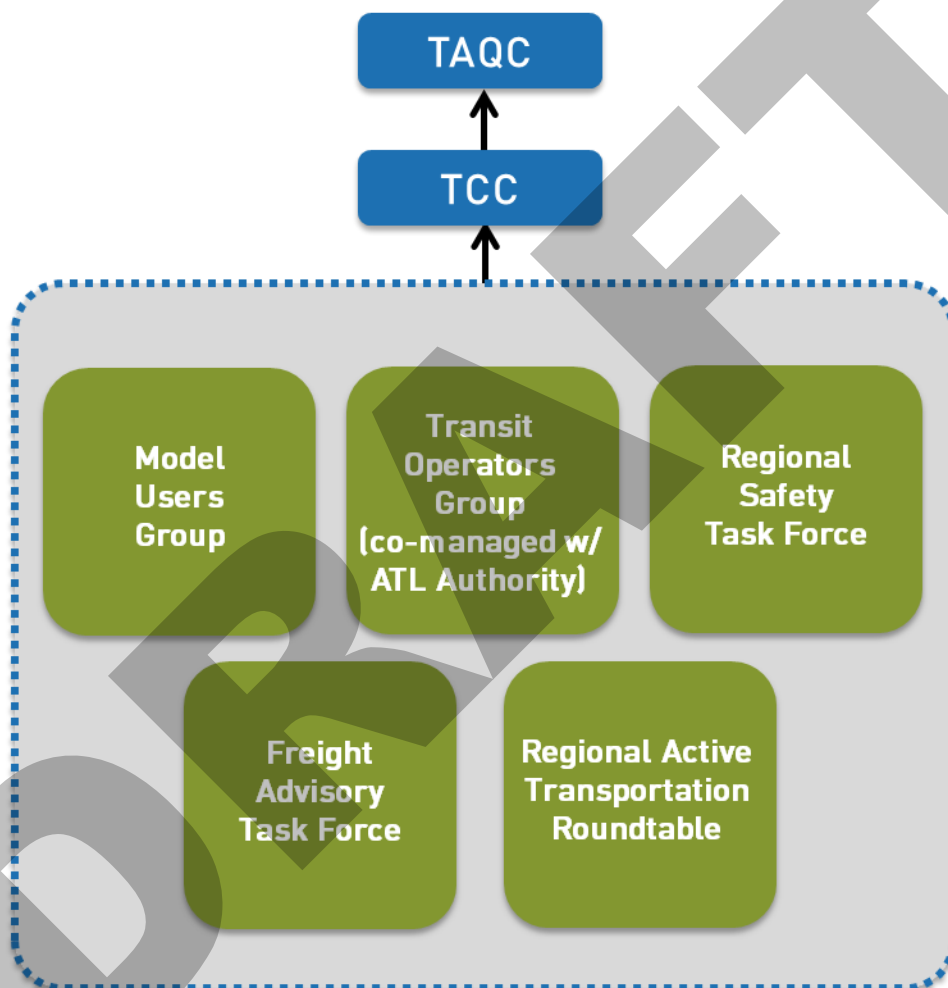 TAQC
TCC
Model
Users
Group
Transit
Operators
Group
(co-managed w/
ATL Authority)
Regional
Safety
Task Force
Freight
Advisory
Task Force
Regional Active
Transportation
Roundtable
DRAFT